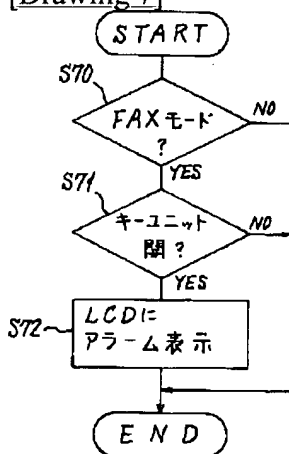 [Drawing
START
S70
FAXモード
?
NO
YES
S71
キーユニット
開?
NO
YES
S72
LCDに
アラーム表示
END